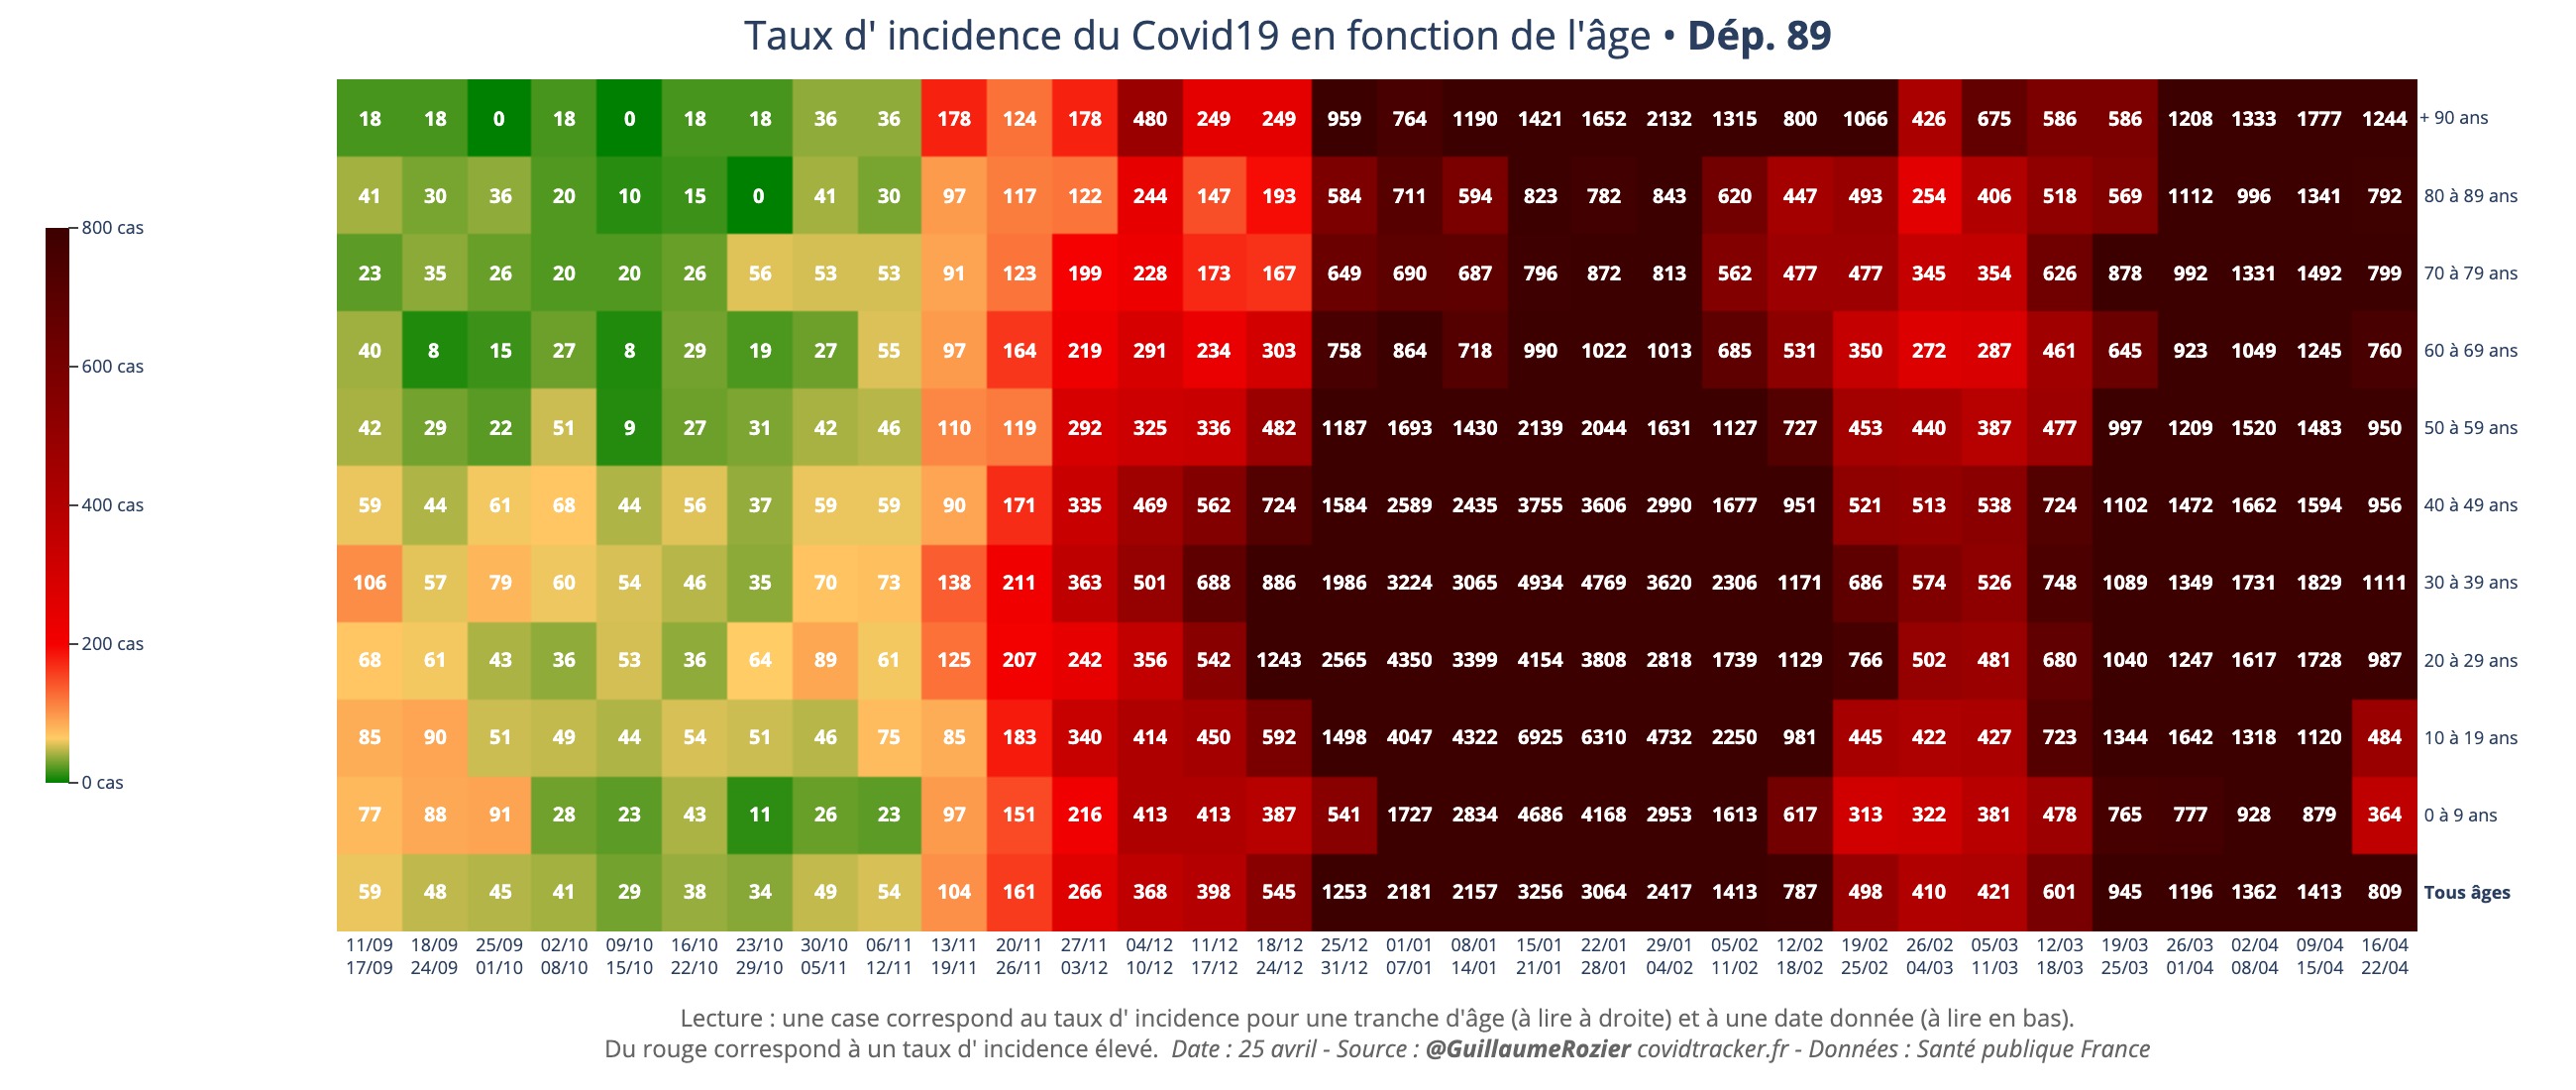 Taux d' incidence du Covid19 en fonction de l'âge • Dép. 89
800 cas
600 cas
400 cas
200 cas
0 cas
18 18 0 18 0 18 18 36 36 178 124 178 480 249 249 959 764 1190 1421 1652 2132 1315 800 1066 426 675 586 586 1208 1333 1777 1244 + 90 ans
41 30 36 20 10 15 0 41 30 97 117 122 244 147 193 584 711 594 823 782 843 620 447 493 254 406 518 569 1112 996 1341 792 80 à 89 ans
23 35 26 20 20 26 56 53 53 91 123 199 228 173 167 649 690 687 796 872 813 562 477 477 345 354 626 878 992 1331 1492 799 70 à 79 ans
40 8 15 27 8 29 19 27 55 97 164 219 291 234 303 758 864 718 990 1022 1013 685 531 350 272 287 461 645 923 1049 1245 760 60 à 69 ans
42 29 22 51 9 27 31 42 46 110 119 292 325 336 482 1187 1693 1430 2139 2044 1631 1127 727 453 440 387 477 997 1209 1520 1483 950 50 à 59 ans
59 44 61 68 44 56 37 59 59 90 171 335 469 562 724 1584 2589 2435 3755 3606 2990 1677 951 521 513 538 724 1102 1472 1662 1594 956 40 à 49 ans
106 57 79 60 54 46 35 70 73 138 211 363 501 688 886 1986 3224 3065 4934 4769 3620 2306 1171 686 574 526 748 1089 1349 1731 1829 1111 30 à 39 ans
68 61 43 36 53 36 64 89 61 125 207 242 356 542 1243 2565 4350 3399 4154 3808 2818 1739 1129 766 502 481 680 1040 1247 1617 1728 987 20 à 29 ans
85 90 51 49 44 54 51 46 75 85 183 340 414 450 592 1498 4047 4322 6925 6310 4732 2250 981 445 422 427 723 1344 1642 1318 1120 484 10 à 19 ans
77 88 91 28 23 43 11 26 23 97 151 216 413 413 387 541 1727 2834 4686 4168 2953 1613 617 313 322 381 478 765 777 928 879 364 0 à 9 ans
59 48 45 41 29 38 34 49 54 104 161 266 368 398 545 1253 2181 2157 3256 3064 2417 1413 787 498 410 421 601 945 1196 1362 1413 809 Tous âges
11/09 18/09 25/09 02/10 09/10 16/10 23/10 30/10 06/11 13/11 20/11 27/11 04/12 11/12 18/12 25/12 01/01 08/01 15/01 22/01 29/01 05/02 12/02 19/02 26/02 05/03 12/03 19/03 26/03 02/04 09/04 16/04
17/09 24/09 01/10 08/10 15/10 22/10 29/10 05/11 12/11 19/11 26/11 03/12 10/12 17/12 24/12 31/12 07/01 14/01 21/01 28/01 04/02 11/02 18/02 25/02 04/03 11/03 18/03 25/03 01/04 08/04 15/04 22/04
Lecture : une case correspond au taux d' incidence pour une tranche d'âge (à lire à droite) et à une date donnée (à lire en bas).
Du rouge correspond à un taux d' incidence élevé. Date : 25 avril - Source : @GuillaumeRozier covidtracker.fr - Données : Santé publique France